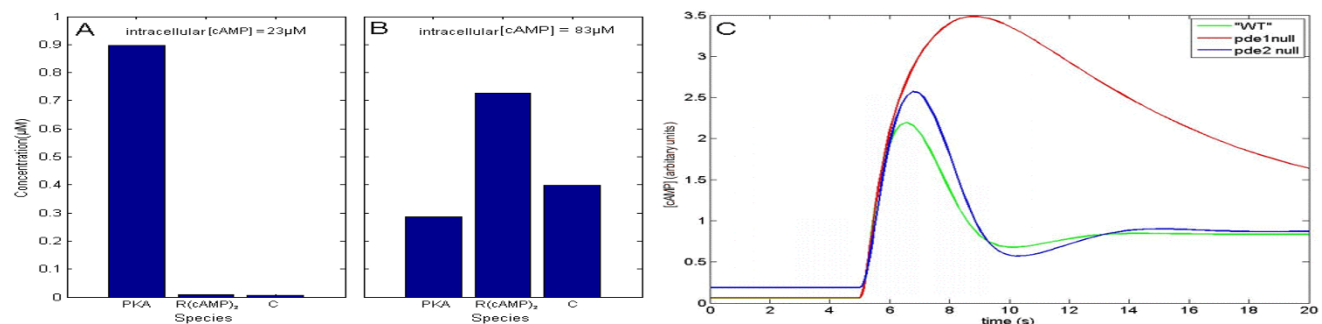 A
intracellular [cAMP] = 23µM
Concentration(µM)
1
0.9
0.8
0.7
0.6
0.5
0.4
0.3
0.2
0.1
0
PKA R(cAMP)₂ C
Species
B
intracellular[cAMP] = 83µM
PKA R(cAMP)₂ C
Species
C
"WT"
pde1null
pde2 null
[cAMP] (arbitary units)
3.5
3
2.5
2
1.5
1
0.5
0
0 2 4 6 8 10 12 14 16 18 20
time (s)